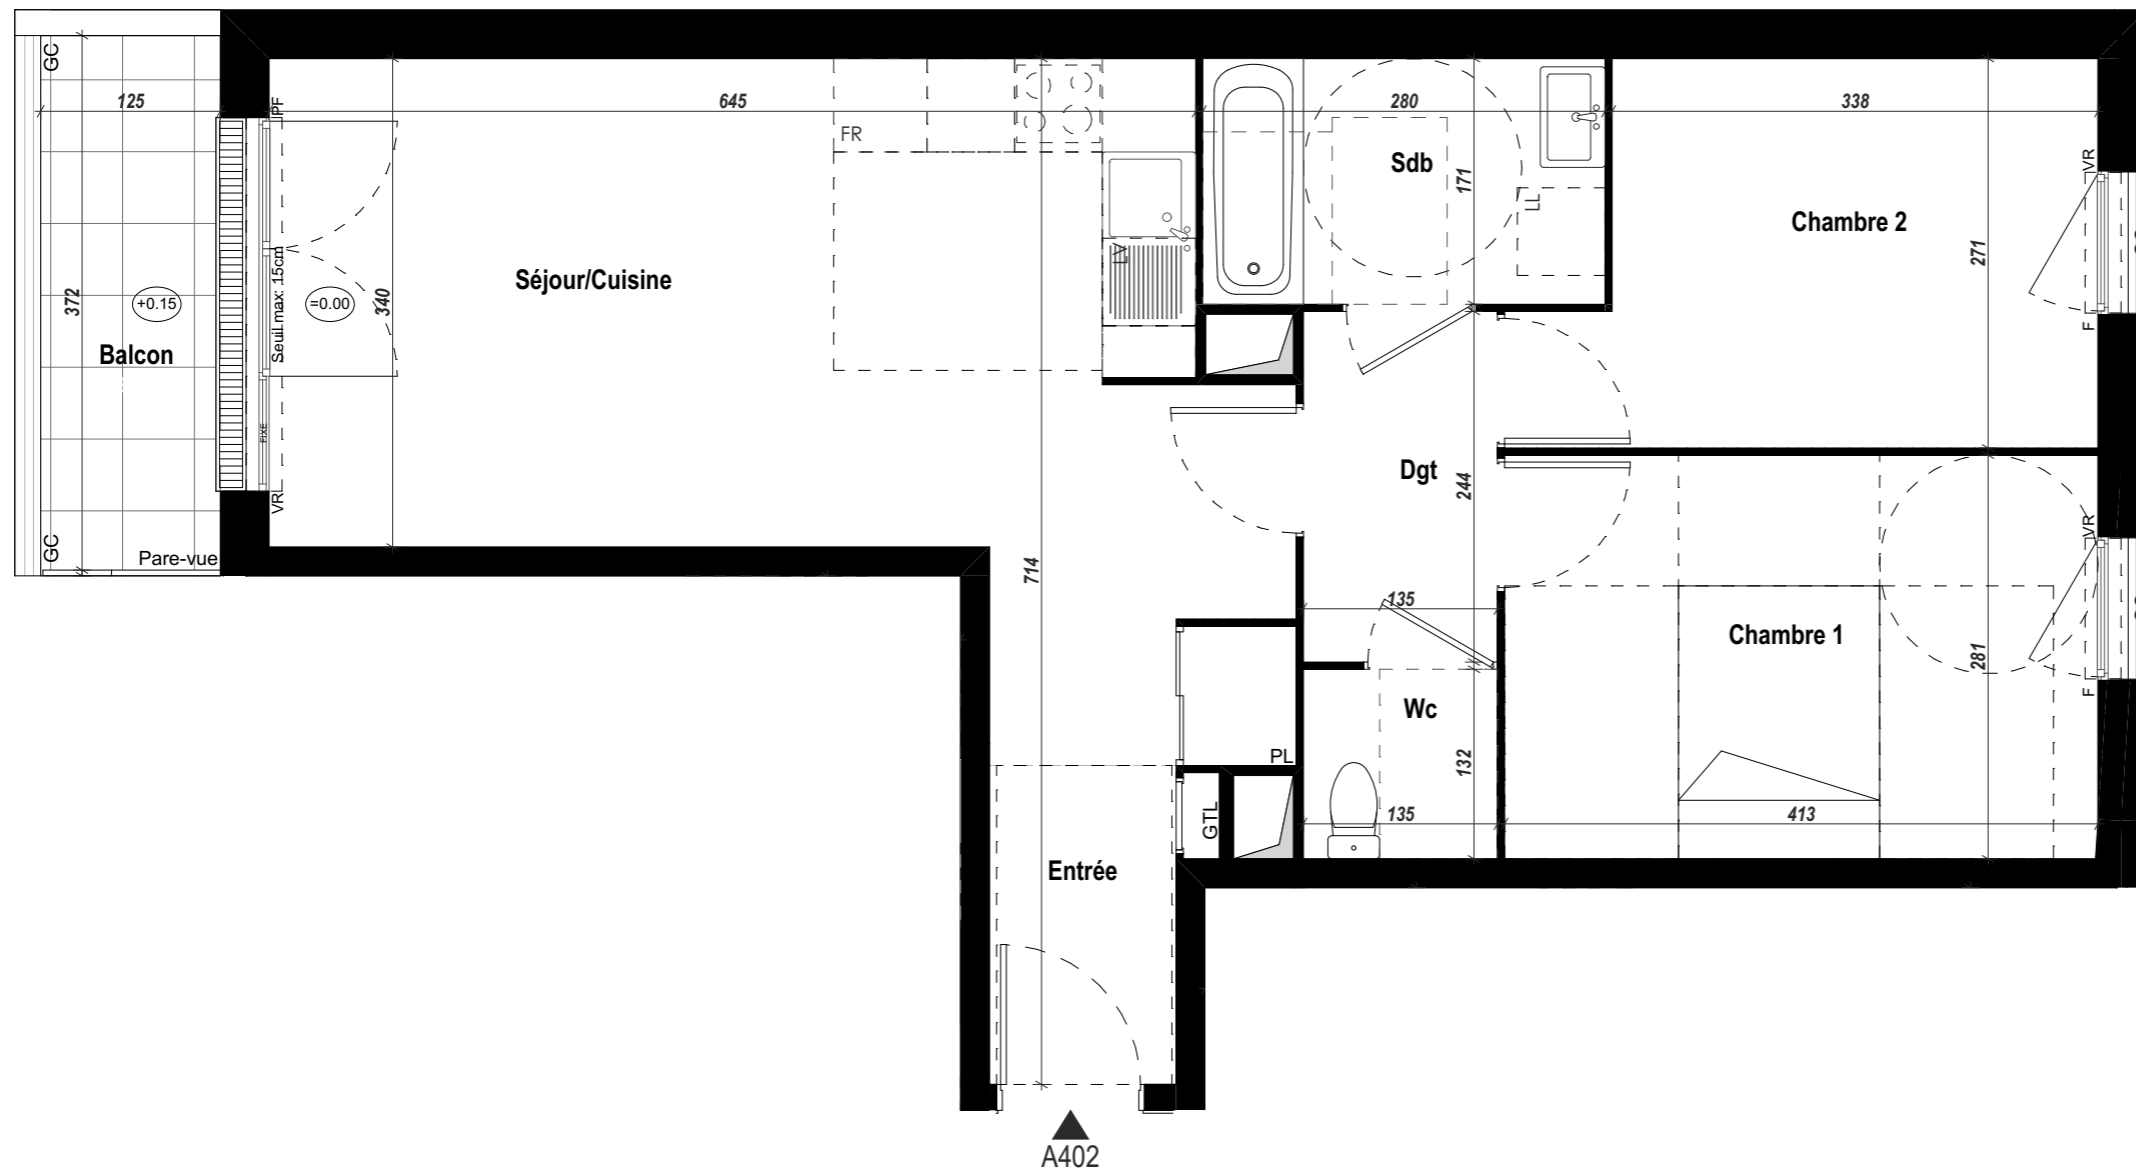 GC
125
645
280
338
PF
FR
Sdb
171
VR
LL
Chambre 2
271
LV
Séjour/Cuisine
Seuil max: 15cm
372
+0.15
=0.00
340
F
Balcon
FIXE
Dgt
244
VR
VR
GC
Pare-vue
714
135
Chambre 1
281
F
Wc
PL
132
GTL
135
413
Entrée
A402